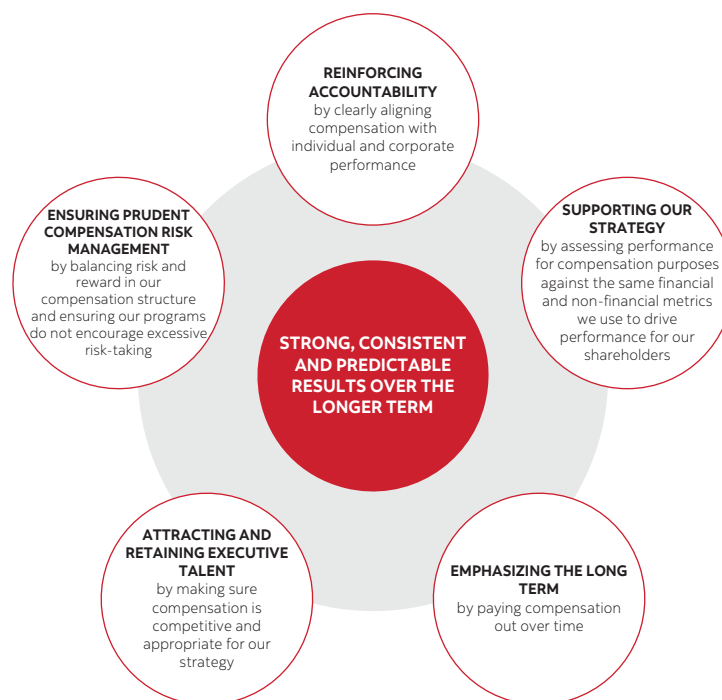 REINFORCING
ACCOUNTABILITY
by clearly aligning
compensation with
individual and corporate
performance
ENSURING PRUDENT
COMPENSATION RISK
MANAGEMENT
by balancing risk and
reward in our
compensation structure
and ensuring our programs
do not encourage excessive
risk-taking
SUPPORTING OUR
STRATEGY
by assessing performance
for compensation purposes
against the same financial
and non-financial metrics
we use to drive
performance for our
shareholders
STRONG, CONSISTENT
AND PREDICTABLE
RESULTS OVER THE
LONGER TERM
ATTRACTING AND
RETAINING EXECUTIVE
TALENT
by making sure
compensation is
competitive and
appropriate for our
strategy
EMPHASIZING THE LONG
TERM
by paying compensation
out over time